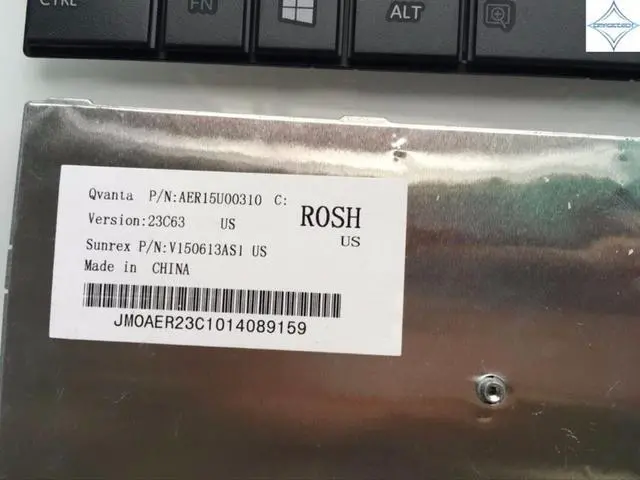 CTRL
FN
ALT
Qvanta P/N:AER15U00310 C:
Version:23C63 US
ROSH
US
Sunrex P/N:V150613AS1 US
Made in CHINA
JMOAER23C1014089159